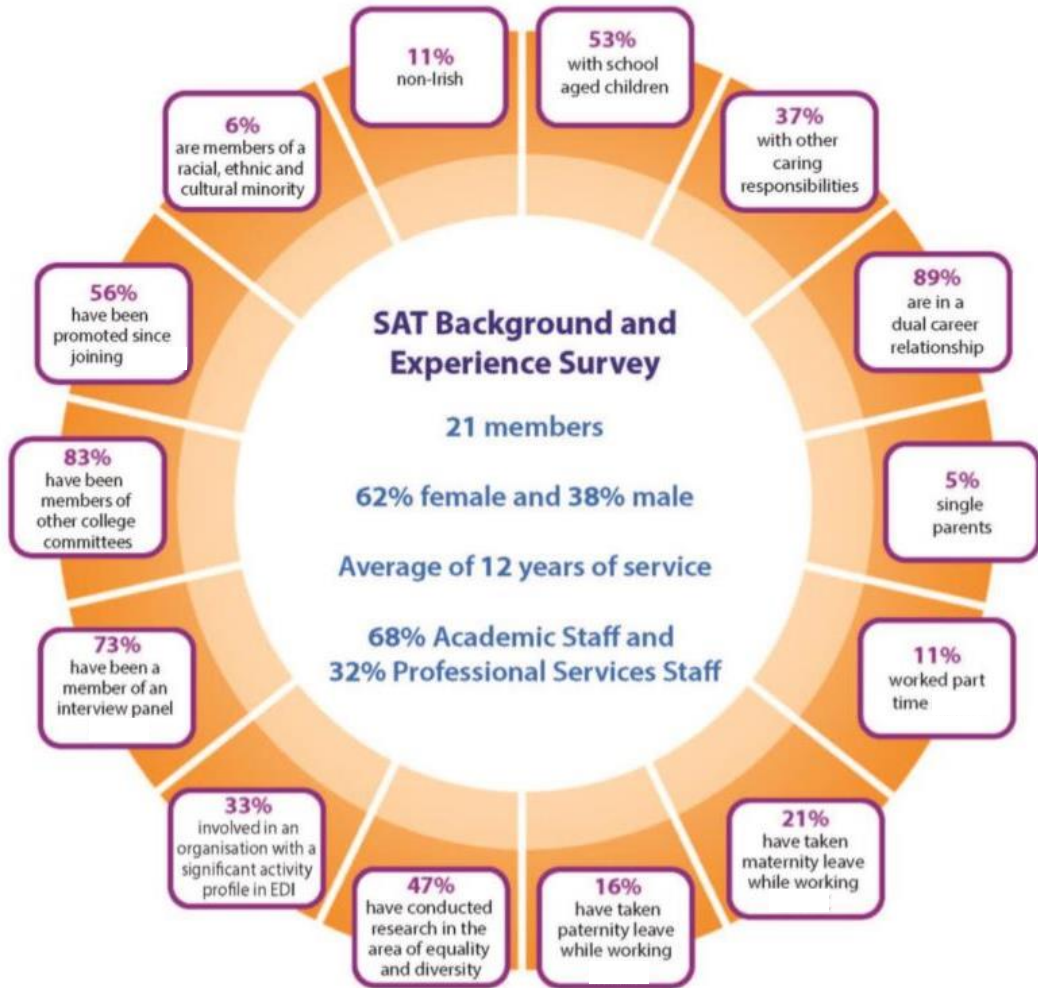 SAT Background and
Experience Survey
21 members
62% female and 38% male
Average of 12 years of service
68% Academic Staff and
32% Professional Services Staff
53%
with school
aged children
37%
with other
caring
responsibilities
89%
are in a
dual career
relationship
5%
single
parents
11%
worked part
time
21%
have taken
maternity leave
while working
16%
have taken
paternity leave
while working
47%
have conducted
research in the
area of equality
and diversity
33%
involved in an
organisation with a
significant activity
profile in EDI
73%
have been a
member of an
interview panel
83%
have been
members of
other college
committees
56%
have been
promoted since
joining
6%
are members of a
racial, ethnic and
cultural minority
11%
non-Irish